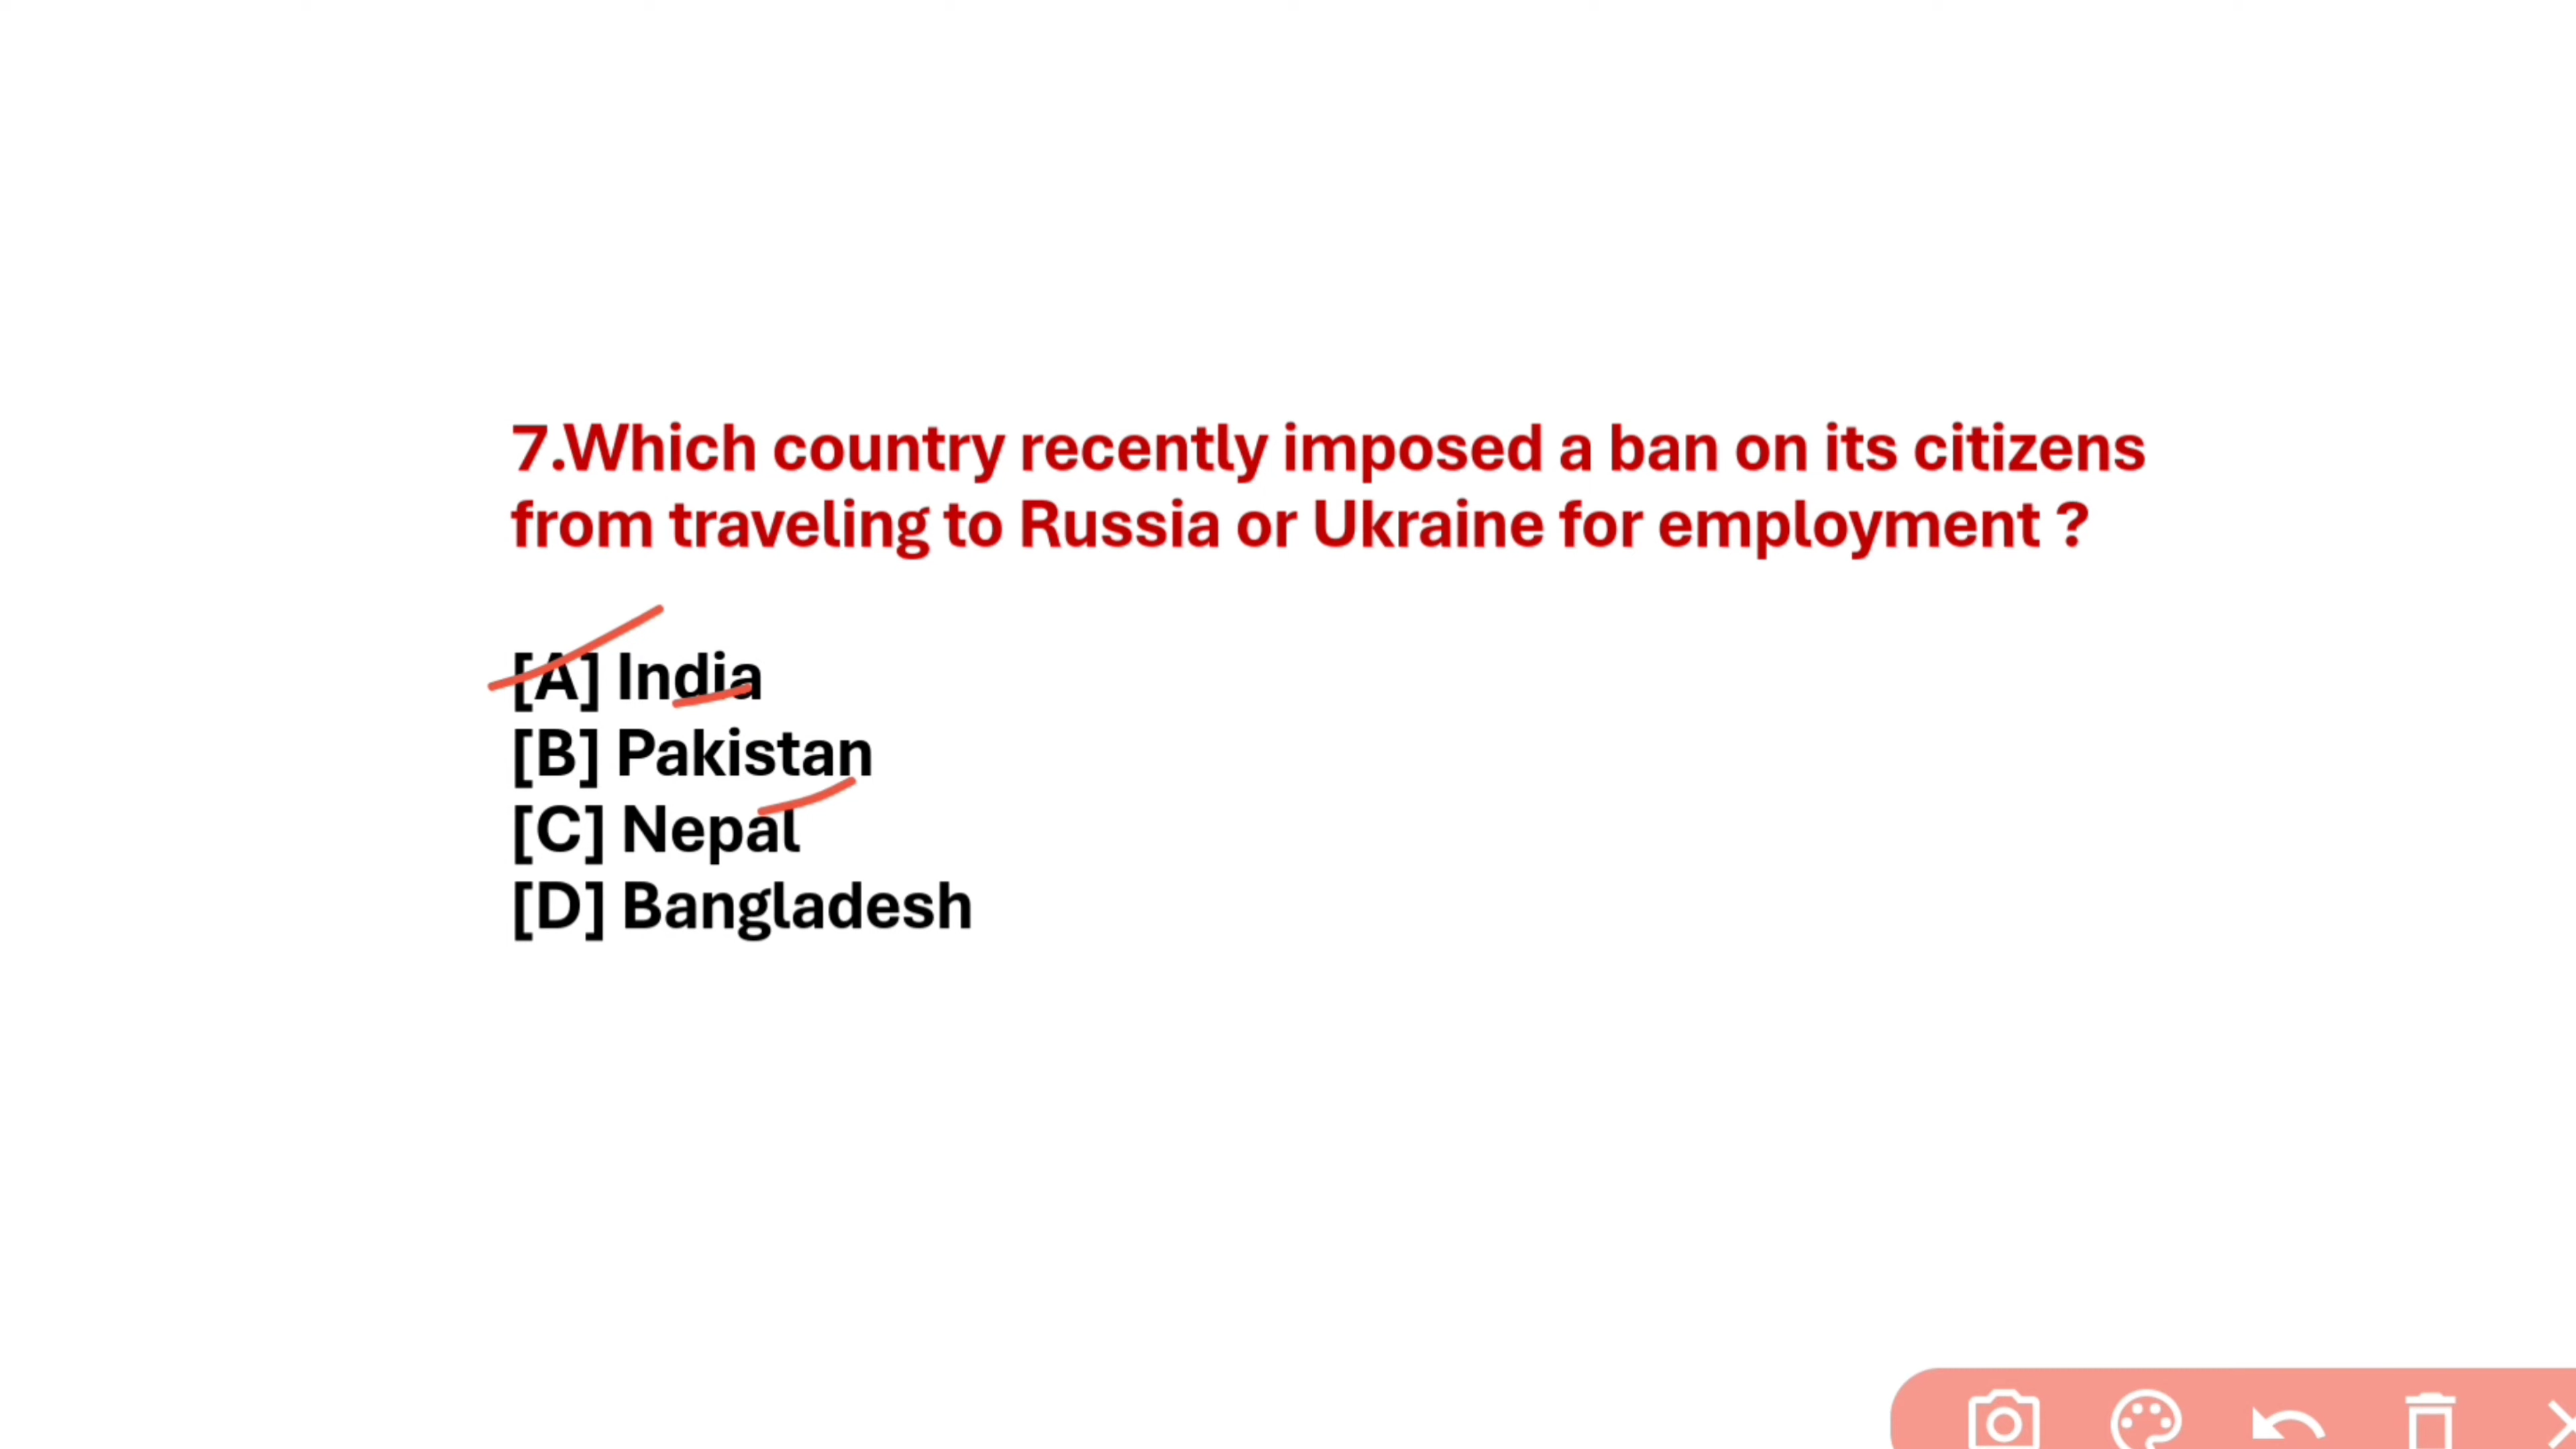 7.Which country recently imposed a ban on its citizens
from traveling to Russia or Ukraine for employment ?
[A] India
[B] Pakistan
[C] Nepal
[D] Bangladesh